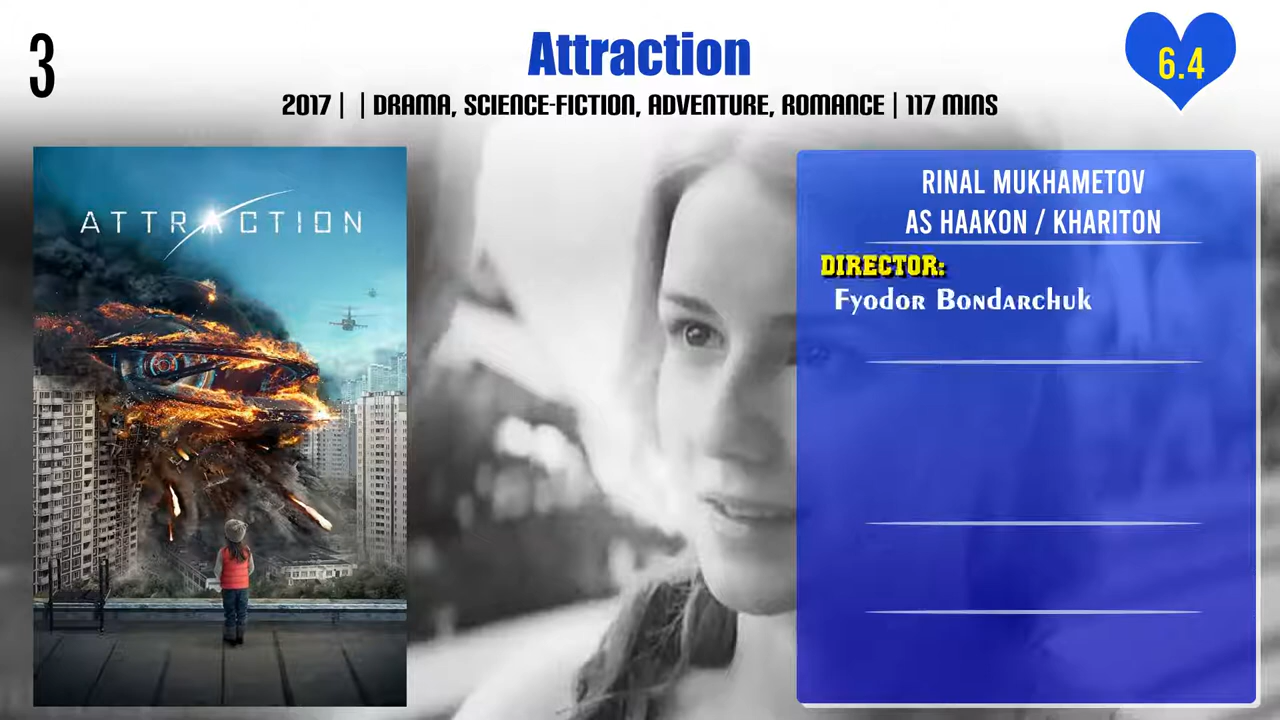 3
Attraction
6.4
2017 | | DRAMA, SCIENCE-FICTION, ADVENTURE, ROMANCE | 117 MINS
ATTRACTION
RINAL MUKHAMETOV
AS HAAKON / KHARITON
DIRECTOR:
Fyodor Bondarchuk